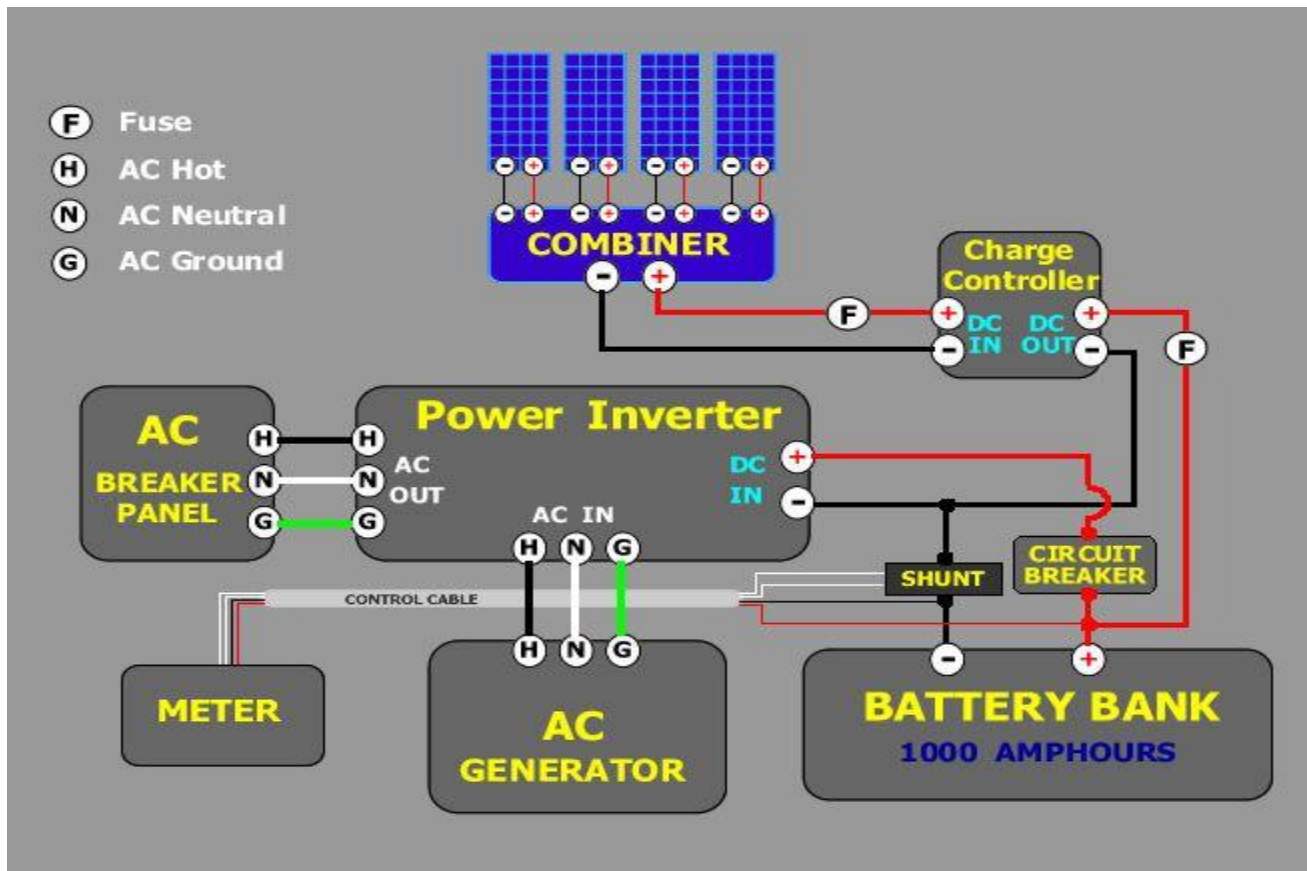 F Fuse
H AC Hot
N AC Neutral
G AC Ground
- + - + - + - +
- + - + - + - +
COMBINER
- +
F
Charge
Controller
+ DC DC +
- IN OUT -
F
AC
BREAKER
PANEL
H H
N N
G G
Power Inverter
AC
OUT
DC +
IN -
AC IN
H N G
SHUNT
CIRCUIT
BREAKER
CONTROL CABLE
METER
H N G
AC
GENERATOR
- +
BATTERY BANK
1000 AMPHOURS